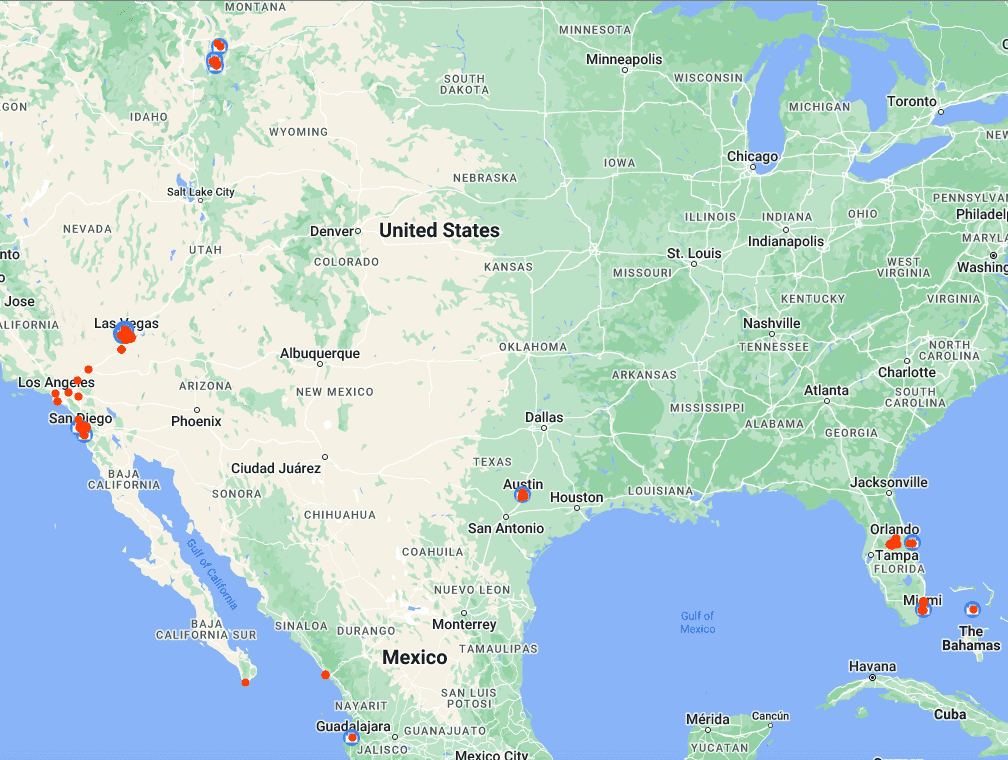 MONTANA
MINNESOTA
Minneapolis
WISCONSIN
SOUTH
DAKOTA
MICHIGAN
Toronto
IDAHO
WYOMING
Chicago
IOWA
NEBRASKA
Salt Lake City
PENNSYLVAN
ILLINOIS
INDIANA
OHIO
Philadel
NEVADA
Denver
United States
UTAH
Indianapolis
MARYLA
COLORADO
KANSAS
St. Louis
MISSOURI
WEST
VIRGINIA
Washing
Jose
KENTUCKY
VIRGINIA
ALIFORNIA
Las Vegas
Nashville
TENNESSEE
OKLAHOMA
NORTH
CAROLINA
Albuquerque
Los Angeles
ARIZONA
NEW MEXICO
ARKANSAS
Charlotte
Atlanta
SOUTH
CAROLINA
San Diego
Phoenix
Dallas
MISSISSIPPI
ALABAMA
GEORGIA
TEXAS
Ciudad Juárez
BAJA
CALIFORNIA
SONORA
Austin
Houston
LOUISIANA
Jacksonville
CHIHUAHUA
San Antonio
Orlando
COAHUILA
Tampa
FLORIDA
Gulf of California
NUEVO LEON
Miami
Gulf of
Mexico
BAJA
CALIFORNIA SUR
SINALOA
DURANGO
Monterrey
The
Bahamas
TAMAULIPAS
Mexico
Havana
NAYARIT
SAN LUIS
POTOSI
Guadalajara
GUANAJUATO
Mérida
Cancún
Cuba
JALISCO
Mexico City
YUCATAN